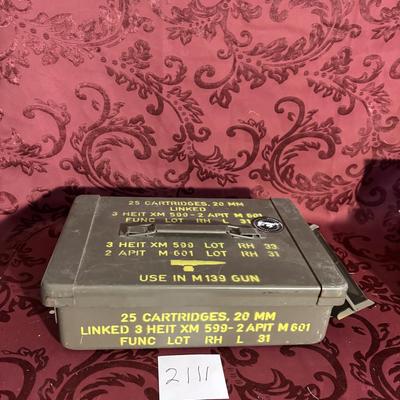 25 CARTRIDGES, 20 MM
LINKED
3 HEIT XM 599-2 APIT M 601
FUNC LOT RH L 31
3 HEIT XM 599 LOT RH 33
2 APIT M 601 LOT RH 31
USE IN M139 GUN
25 CARTRIDGES, 20 MM
LINKED 3 HEIT XM 599-2 APIT M 601
FUNC LOT RH L 31
2111